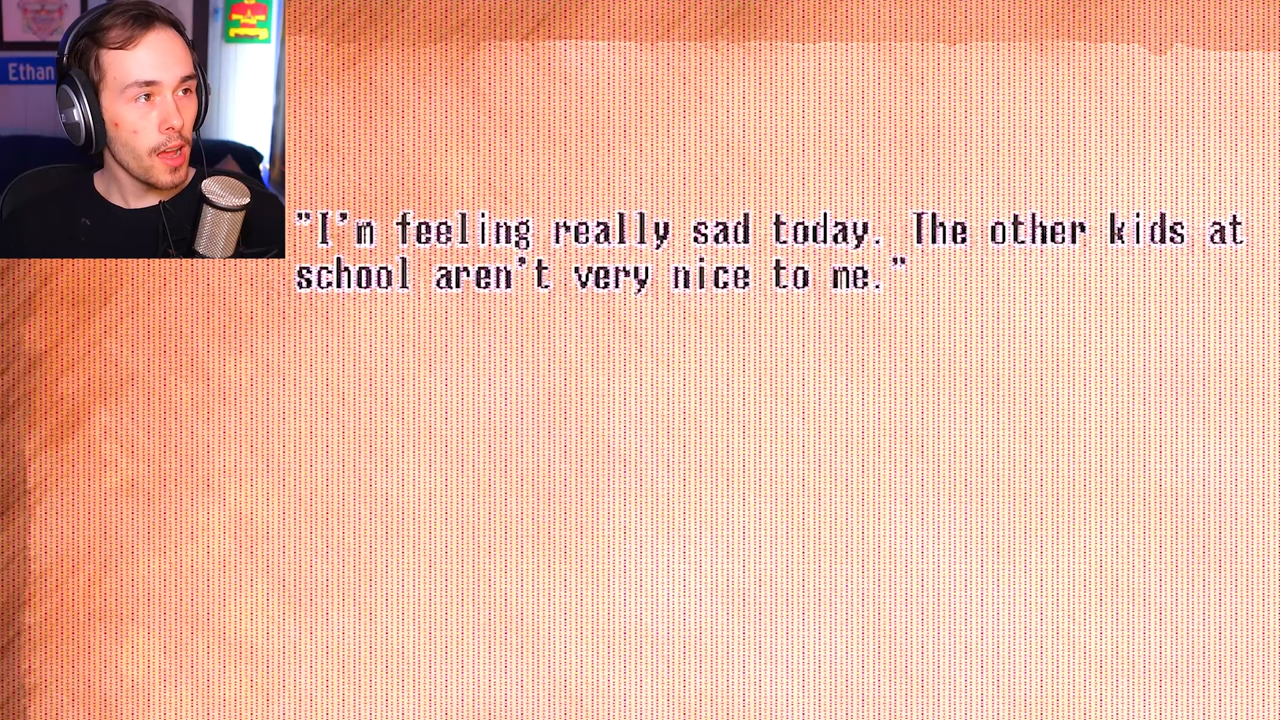 Ethan
"I'm feeling really sad today. The other kids at
school aren't very nice to me."